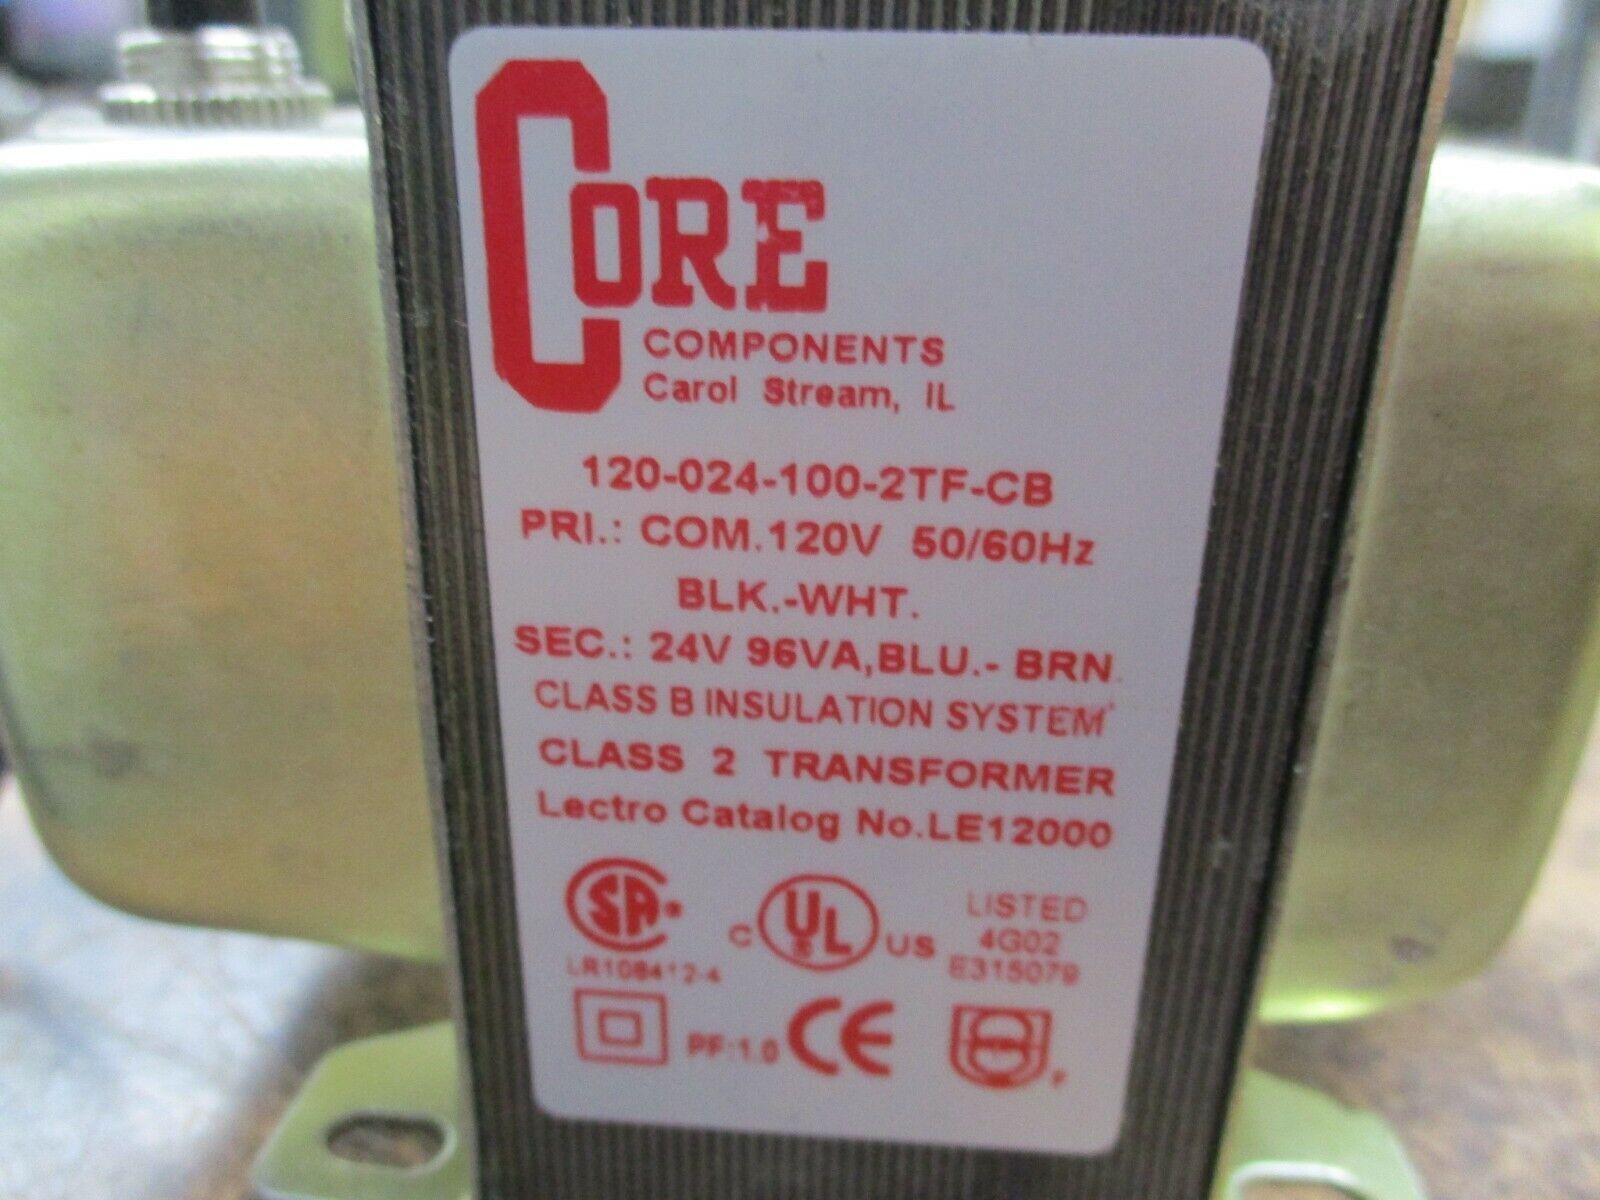 CORE
COMPONENTS
Carol Stream, IL
120-024-100-2TF-CB
PRI.: COM.120V 50/60Hz
BLK.-WHT.
SEC.: 24V 96VA,BLU.- BRN.
CLASS B INSULATION SYSTEM
CLASS 2 TRANSFORMER
Lectro Catalog No.LE12000
SA ®
LR108412-4
C UL ® US
LISTED
4G02
E315079
PF:1.0
CE
F